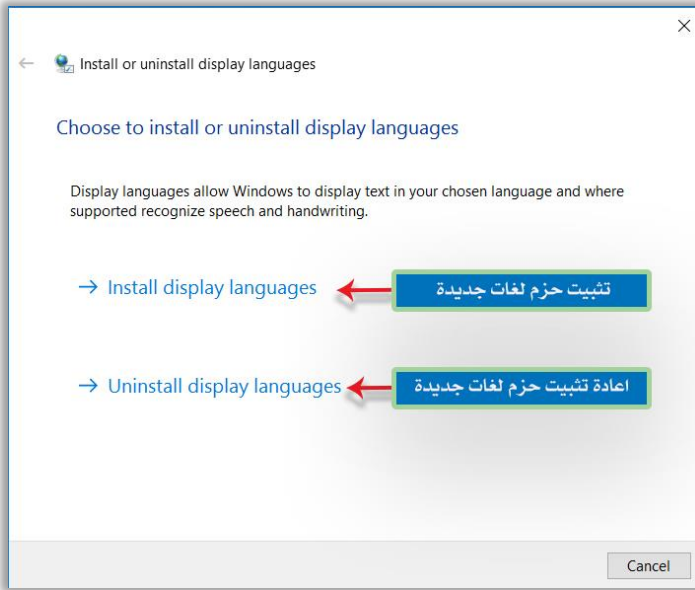 Install or uninstall display languages
Choose to install or uninstall display languages
Display languages allow Windows to display text in your chosen language and where
supported recognize speech and handwriting.
Install display languages
تثبيت حزم لغات جديدة
Uninstall display languages
اعادة تثبيت حزم لغات جديدة
Cancel